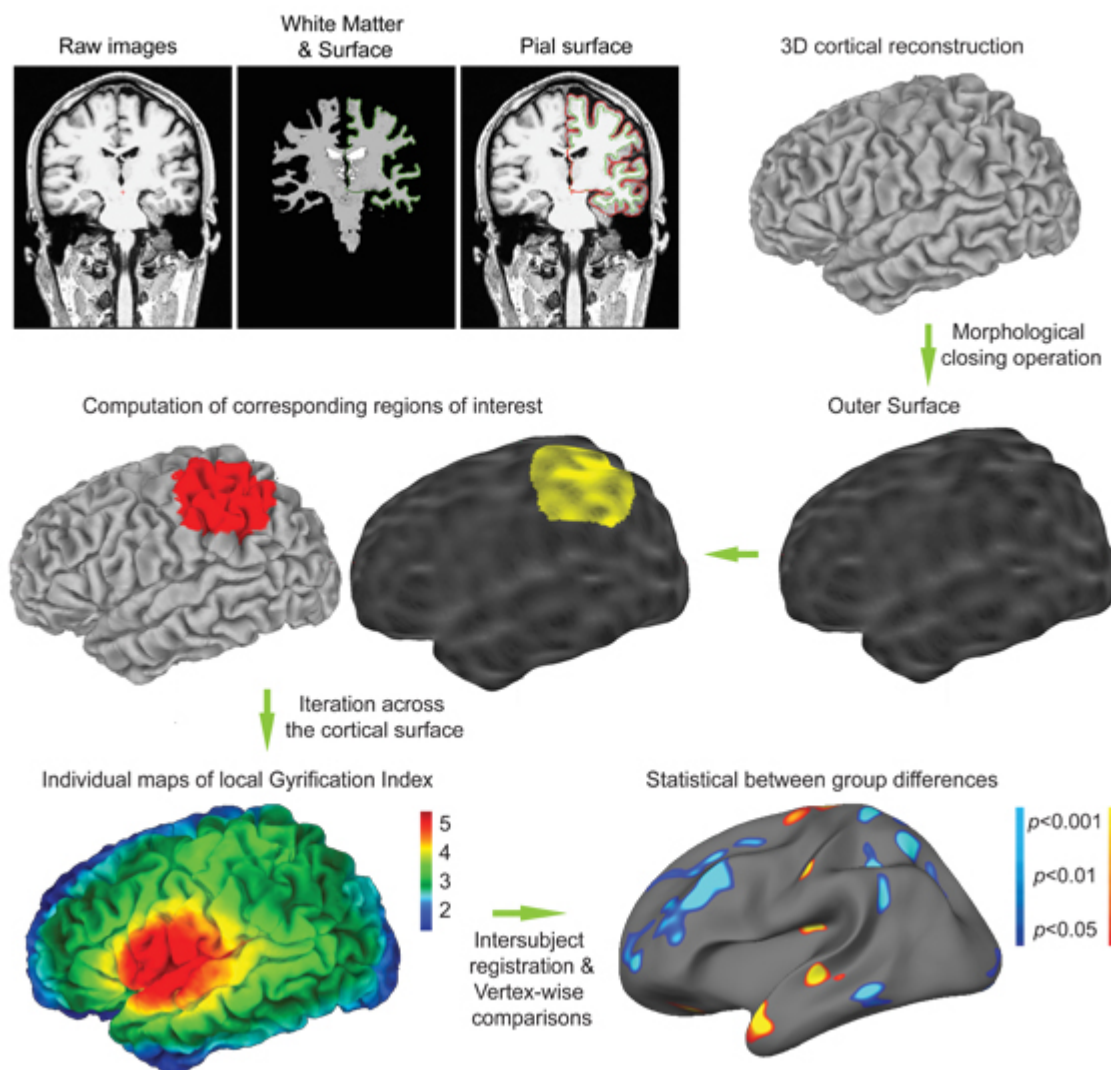 Raw images
White Matter
& Surface
Pial surface
3D cortical reconstruction
Morphological
closing operation
Computation of corresponding regions of interest
Outer Surface
Iteration across
the cortical surface
Individual maps of local Gyrification Index
5
4
3
2
Intersubject
registration &
Vertex-wise
comparisons
Statistical between group differences
p<0.001
p<0.01
p<0.05